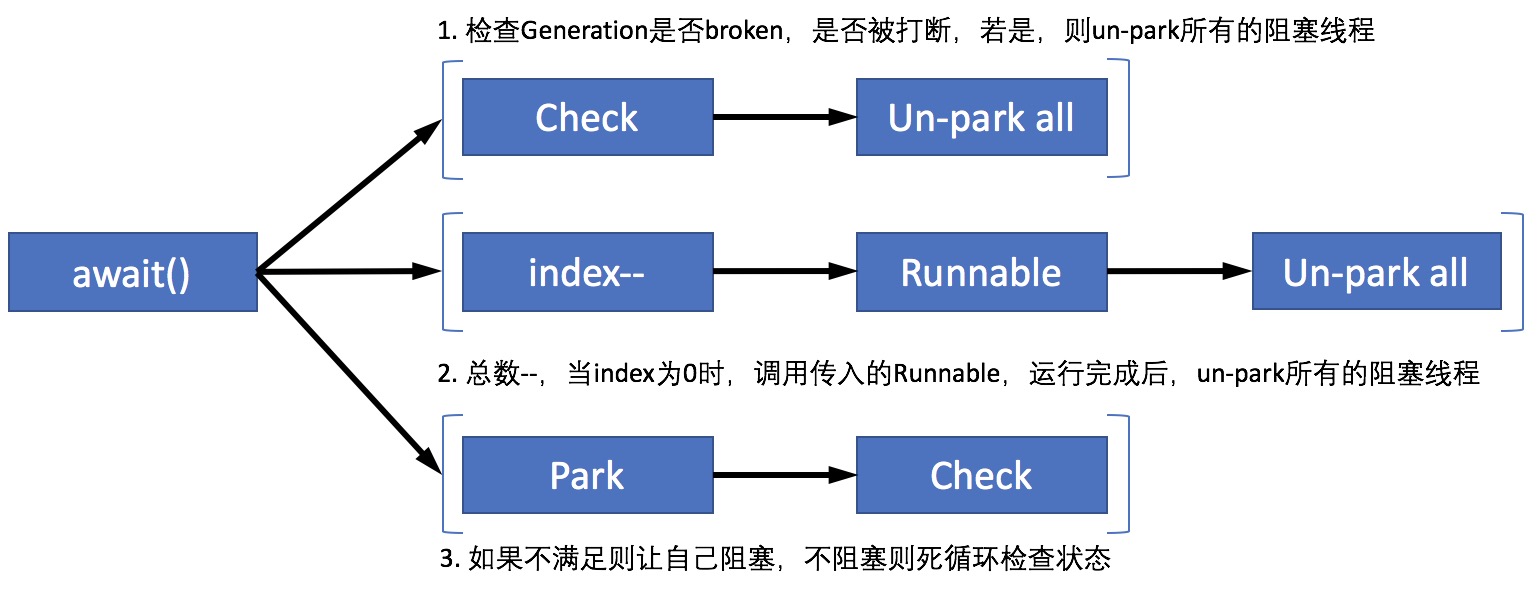 1. 检查Generation是否broken，是否被打断，若是，则un-park所有的阻塞线程
Check
Un-park all
await()
index--
Runnable
Un-park all
2. 总数--，当index为0时，调用传入的Runnable，运行完成后，un-park所有的阻塞线程
Park
Check
3. 如果不满足则让自己阻塞，不阻塞则死循环检查状态